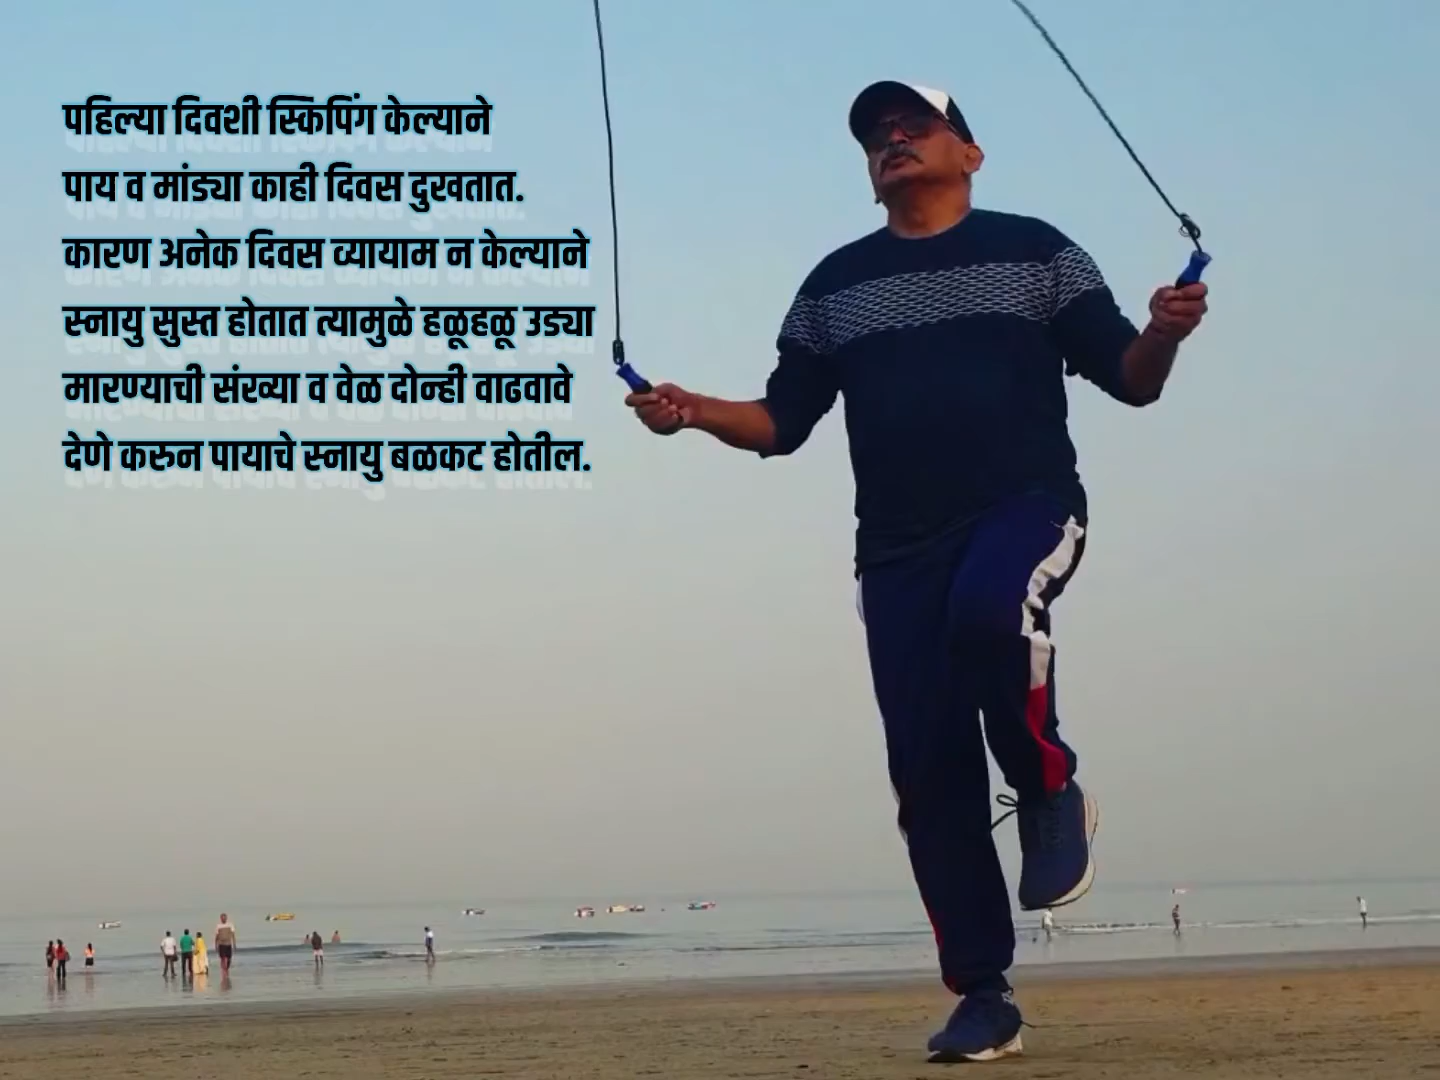 पहिल्या दिवशी स्किपिंग केल्याने
पाय व मांड्या काही दिवस दुखतात.
कारण अनेक दिवस व्यायाम न केल्याने
स्नायु सुस्त होतात त्यामुळे हळूहळू उड्या
मारण्याची संख्या व वेळ दोन्ही वाढवावे
देणे करुन पायाचे स्नायु बळकट होतील.